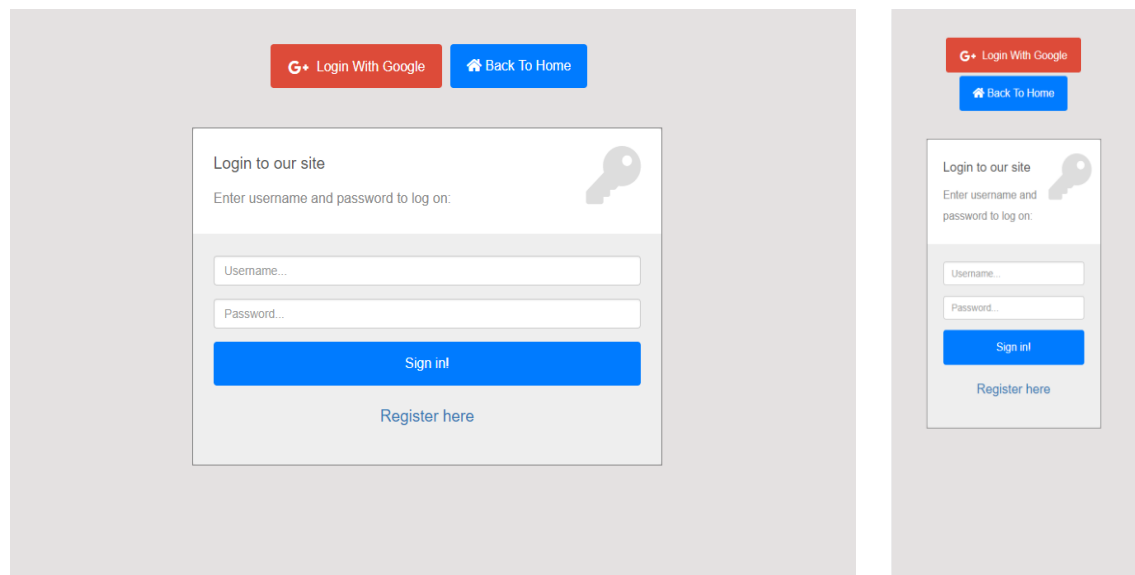 G+ Login With Google
Back To Home
Login to our site
Enter username and password to log on:
Username...
Password...
Sign in!
Register here
G+ Login With Google
Back To Home
Login to our site
Enter username and
password to log on:
Username...
Password...
Sign in!
Register here